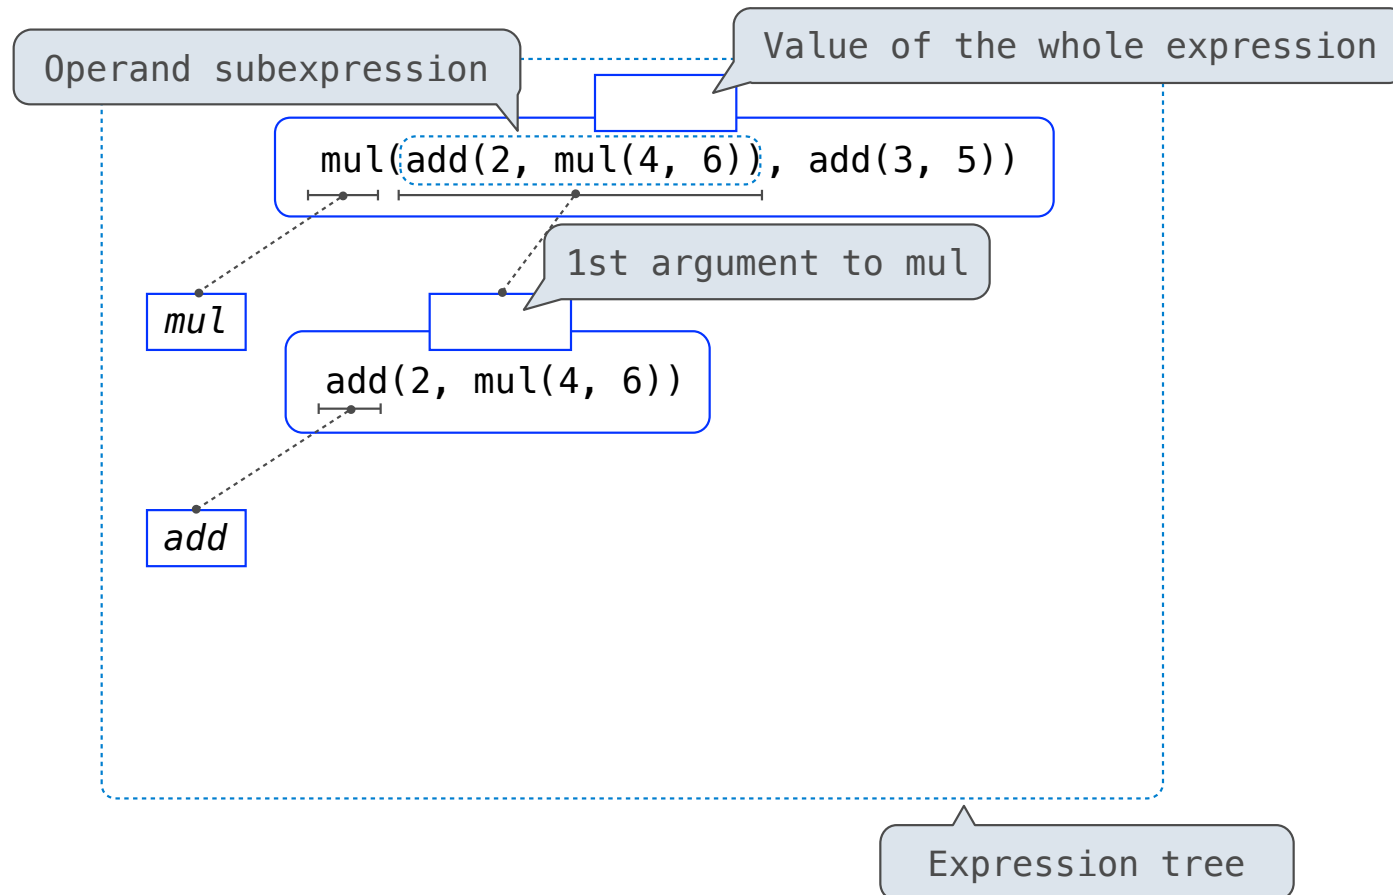 Value of the whole expression
Operand subexpression
mul(add(2, mul(4, 6)), add(3, 5))
1st argument to mul
mul
add(2, mul(4, 6))
add
Expression tree